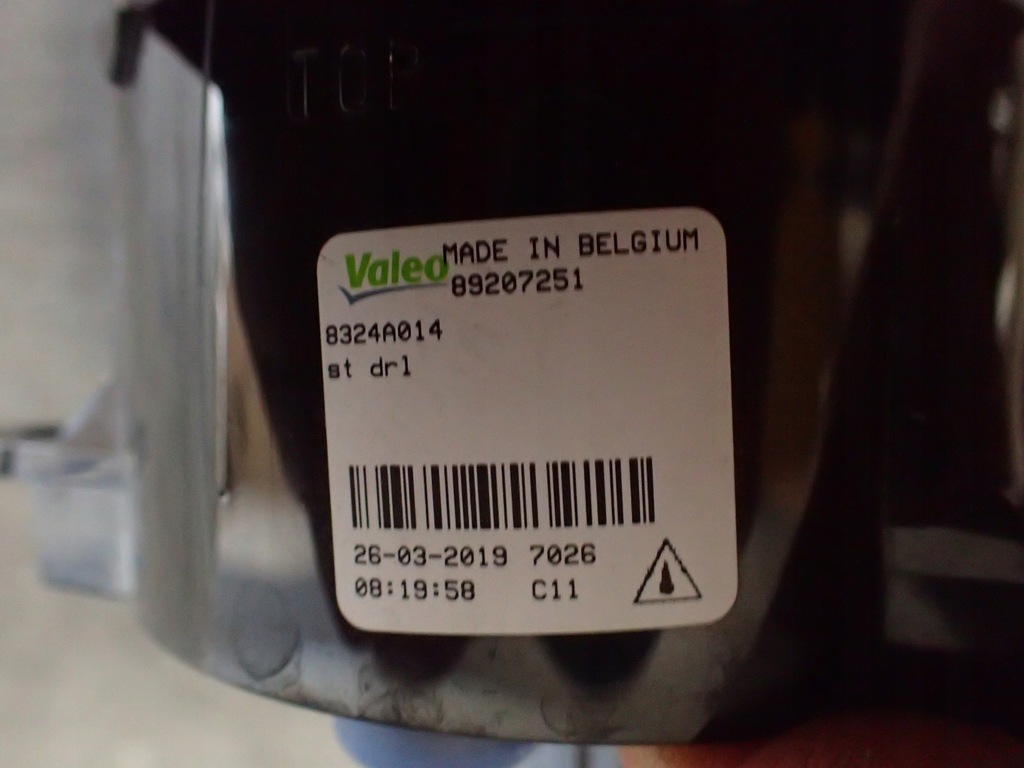 TOP
Valeo MADE IN BELGIUM
89207251
8324A014
st drl
26-03-2019 7026
08:19:58 C11